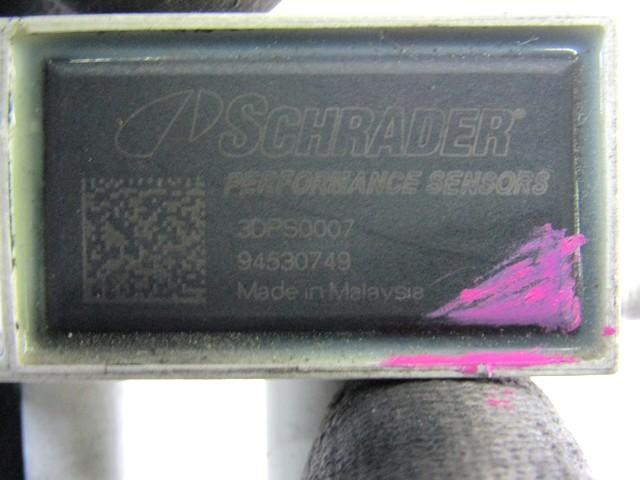 SCHRADER
PERFORMANCE SENSORS
3DPS0007
94530749
Made in Malaysia